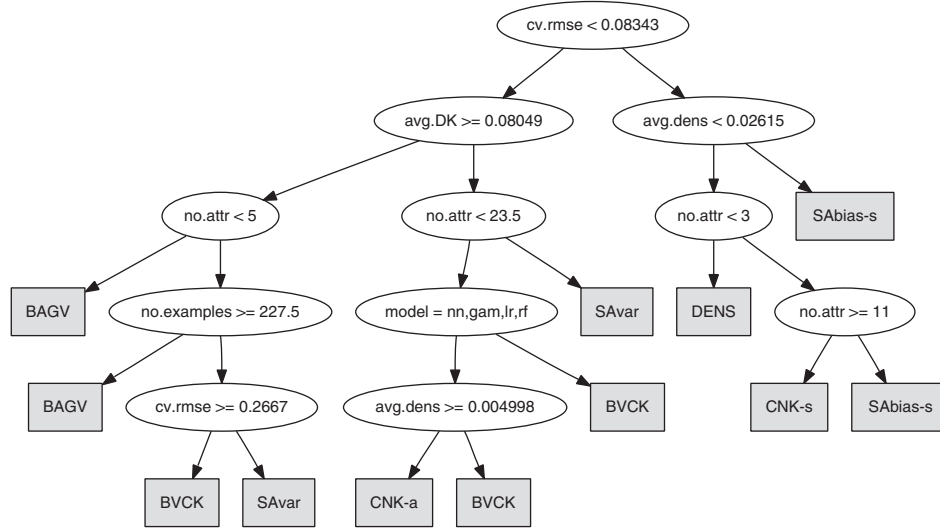 cv.rmse < 0.08343
avg.DK >= 0.08049
avg.dens < 0.02615
no.attr < 5
no.attr < 23.5
no.attr < 3
SAbias-s
BAGV
no.examples >= 227.5
model = nn,gam,lr,rf
SAvar
DENS
no.attr >= 11
BAGV
cv.rmse >= 0.2667
avg.dens >= 0.004998
BVCK
CNK-s
SAbias-s
BVCK
SAvar
CNK-a
BVCK